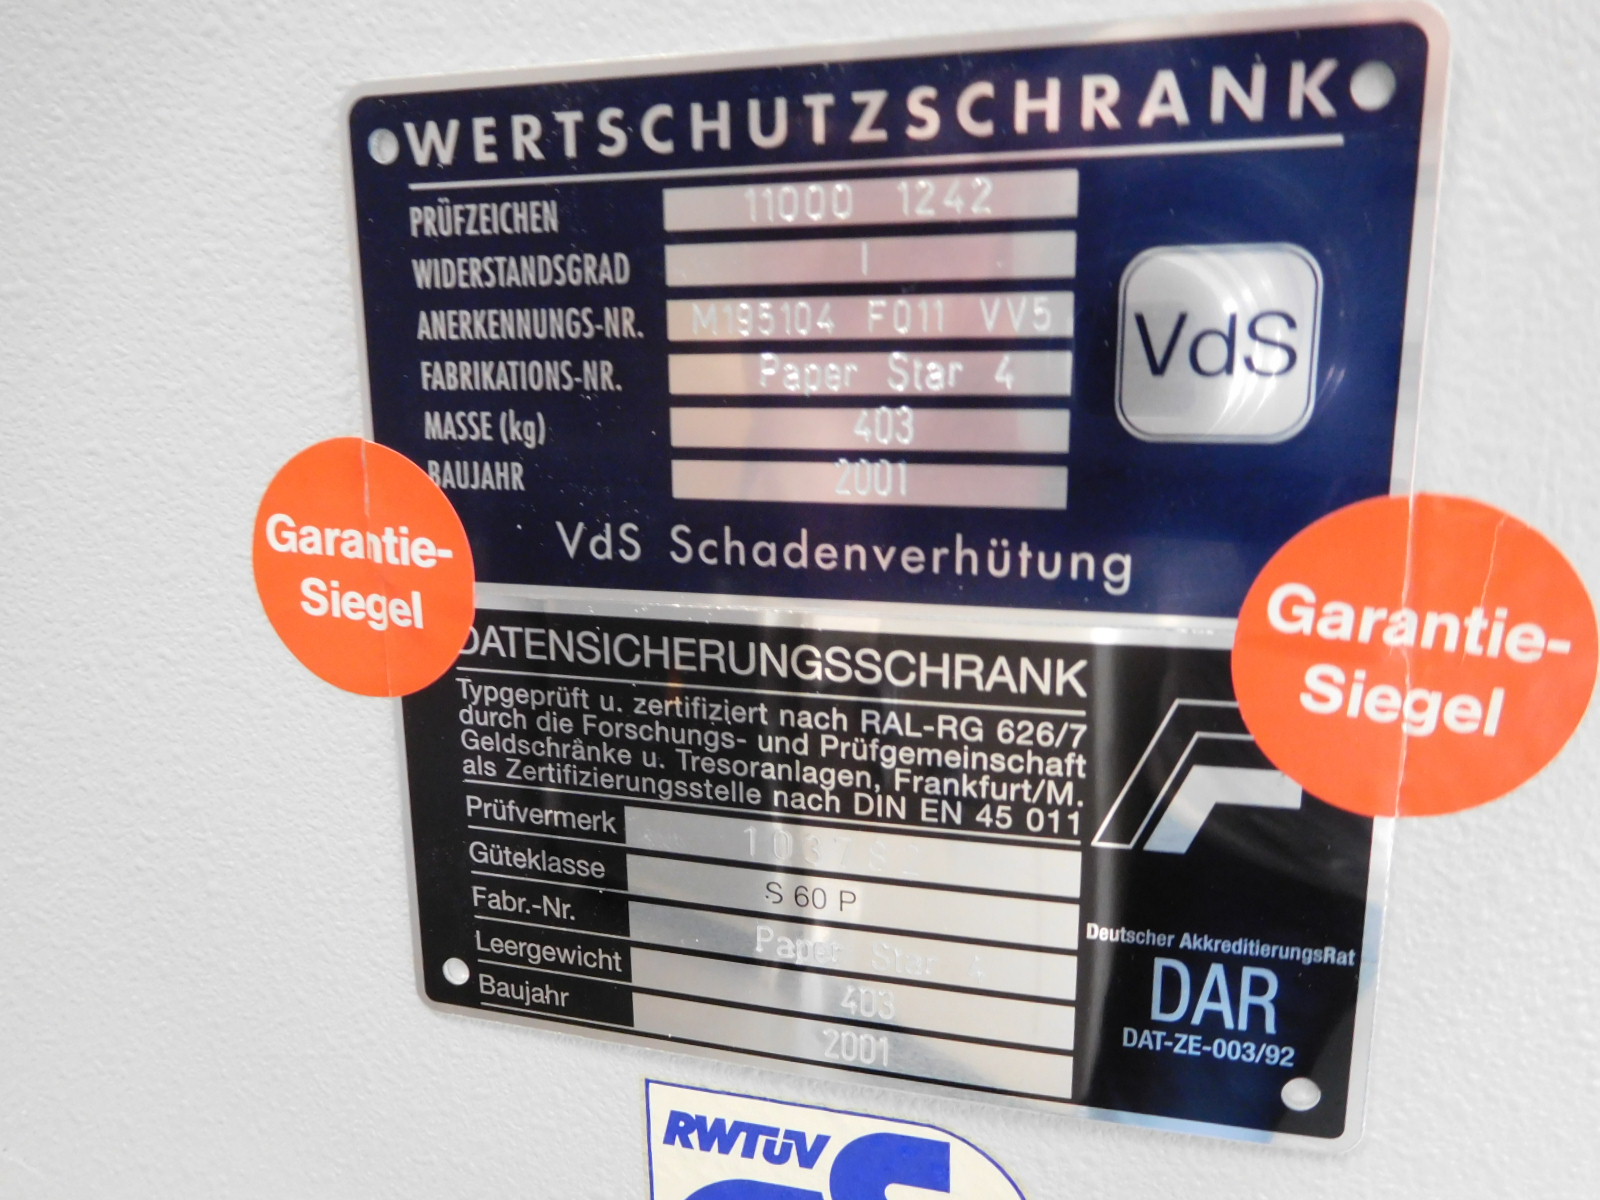 WERTSCHUTZSCHRANK
PRÜFZEICHEN 11000 1242
WIDERSTANDSGRAD I
ANERKENNUNGS-NR. M195104 F011 VV5
FABRIKATIONS-NR. Paper Star 4
MASSE (kg) 403
BAUJAHR 2001
VdS
VdS Schadenverhütung
Garantie-
Siegel
Garantie-
Siegel
DATENSICHERUNGSSCHRANK
Typgeprüft u. zertifiziert nach RAL-RG 626/7
durch die Forschungs- und Prüfgemeinschaft
Geldschränke u. Tresoranlagen, Frankfurt/M.
als Zertifizierungsstelle nach DIN EN 45 011
Prüfvermerk
Güteklasse S 60 P
Fabr.-Nr. Paper Star 4
Leergewicht 403
Baujahr 2001
Deutscher AkkreditierungsRat
DAR
DAT-ZE-003/92
RWTÜV